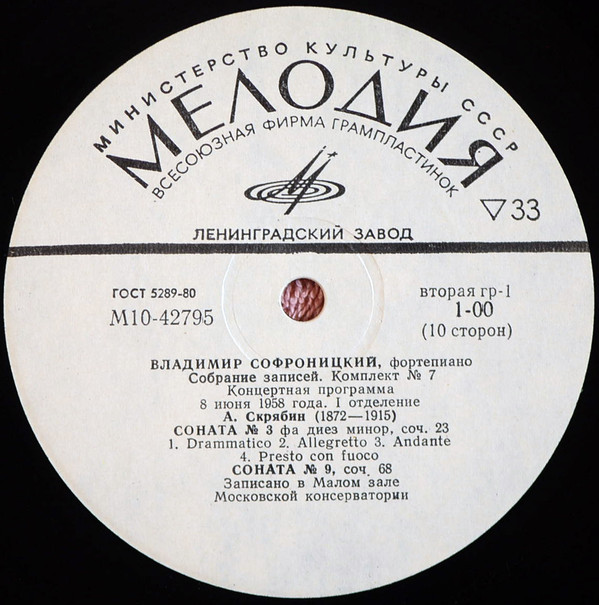 МИНИСТЕРСТВО КУЛЬТУРЫ СССР
МЕЛОДИЯ
ВСЕСОЮЗНАЯ ФИРМА ГРАМПЛАСТИНОК
▽33
ЛЕНИНГРАДСКИЙ ЗАВОД
ГОСТ 5289-80
М10-42795
вторая гр-1
1-00
(10 сторон)
ВЛАДИМИР СОФРОНИЦКИЙ, фортепиано
Собрание записей. Комплект № 7
Концертная программа
8 июня 1958 года. I отделение
А. Скрябин (1872—1915)
СОНАТА № 3 фа диез минор, соч. 23
1. Drammatico 2. Allegretto 3. Andante
4. Presto con fuoco
СОНАТА № 9, соч. 68
Записано в Малом зале
Московской консерватории